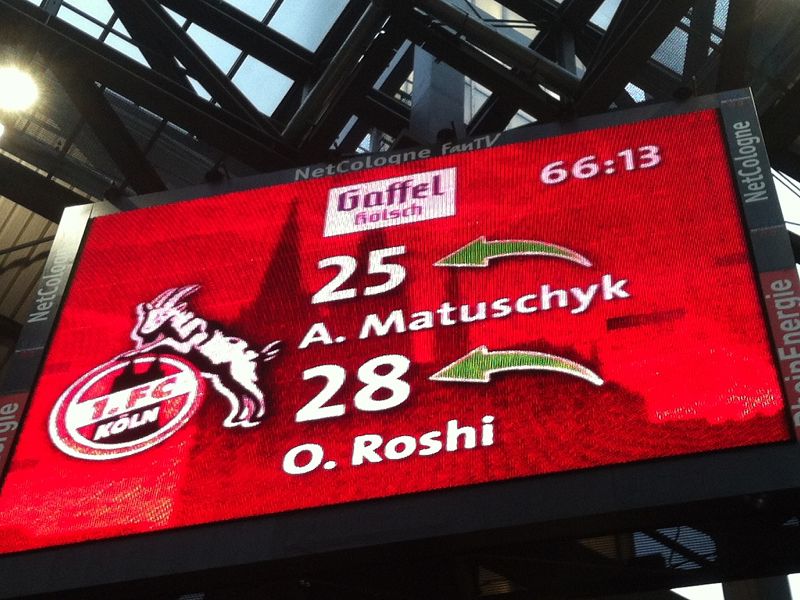 NetCologne FanTV
Gaffel
Kölsch
66:13
25
A. Matuschyk
28
O. Roshi
1. FC
KÖLN
NetCologne
NetCologne
RheinEnergie